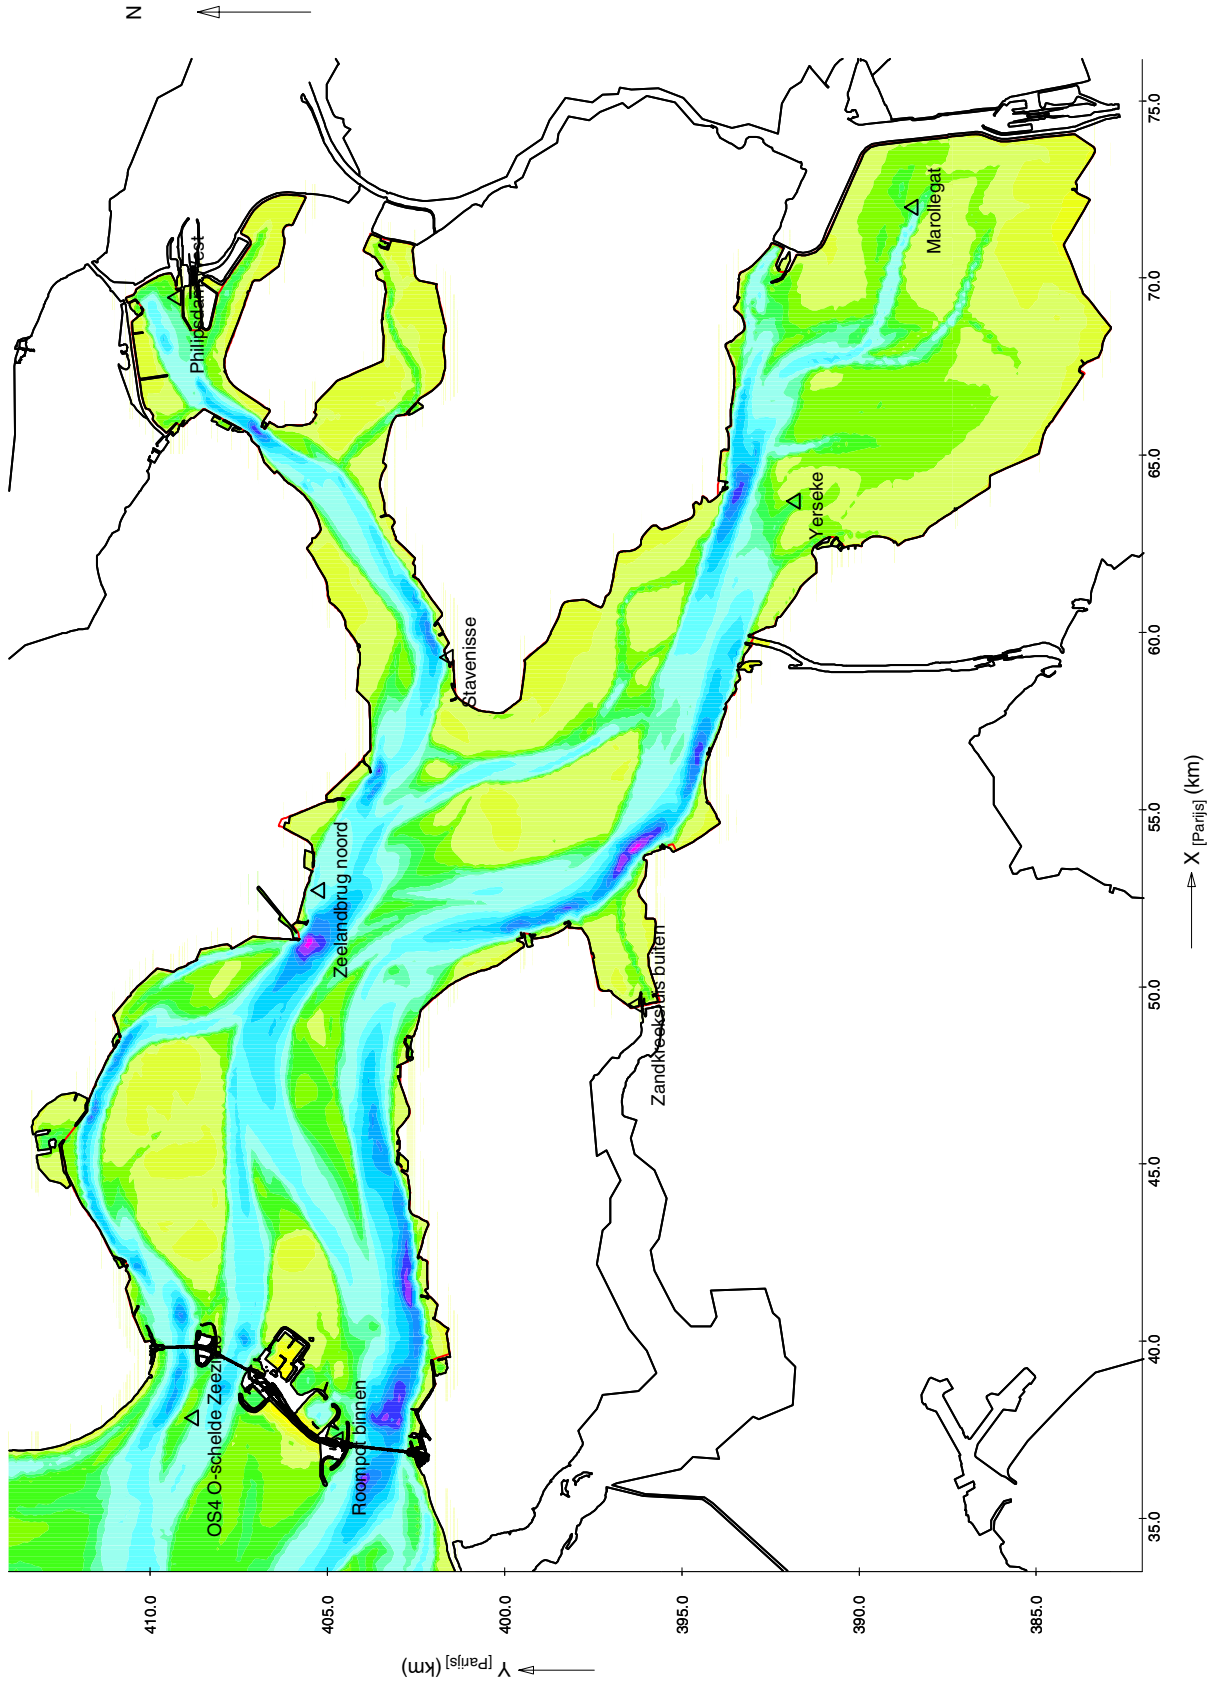 N
Philipsdam West
Marollegat
Yerseke
Stavenisse
Zeelandbrug noord
Zandkreeksluis buiten
OS4 O-schelde Zeezijde
Roompot binnen
410.0
405.0
400.0
395.0
390.0
385.0
Y [Parijs] (km)
35.0
40.0
45.0
50.0
55.0
60.0
65.0
70.0
75.0
X [Parijs] (km)